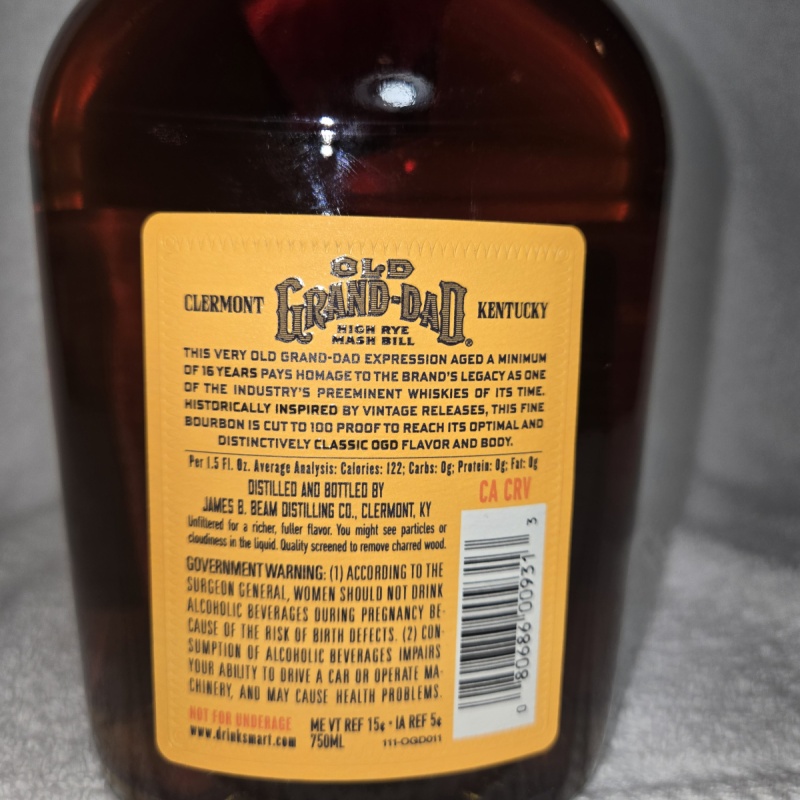 OLD
CLERMONT GRAND-DAD KENTUCKY
HIGH RYE
MASH BILL
THIS VERY OLD GRAND-DAD EXPRESSION AGED A MINIMUM
OF 16 YEARS PAYS HOMAGE TO THE BRAND'S LEGACY AS ONE
OF THE INDUSTRY'S PREEMINENT WHISKIES OF ITS TIME.
HISTORICALLY INSPIRED BY VINTAGE RELEASES, THIS FINE
BOURBON IS CUT TO 100 PROOF TO REACH ITS OPTIMAL AND
DISTINCTIVELY CLASSIC OGD FLAVOR AND BODY.
Per 1.5 Fl. Oz. Average Analysis: Calories: 122; Carbs: 0g; Protein: 0g; Fat: 0g
DISTILLED AND BOTTLED BY
JAMES B. BEAM DISTILLING CO., CLERMONT, KY
Unfiltered for a richer, fuller flavor. You might see particles or
cloudiness in the liquid. Quality screened to remove charred wood.
CA CRV
GOVERNMENT WARNING: (1) ACCORDING TO THE
SURGEON GENERAL, WOMEN SHOULD NOT DRINK
ALCOHOLIC BEVERAGES DURING PREGNANCY BE-
CAUSE OF THE RISK OF BIRTH DEFECTS. (2) CON-
SUMPTION OF ALCOHOLIC BEVERAGES IMPAIRS
YOUR ABILITY TO DRIVE A CAR OR OPERATE MA-
CHINERY, AND MAY CAUSE HEALTH PROBLEMS.
0 80686 00931 3
NOT FOR UNDERAGE
www.drinksmart.com
ME VT REF 15¢ • IA REF 5¢
750ML 111-OGD011